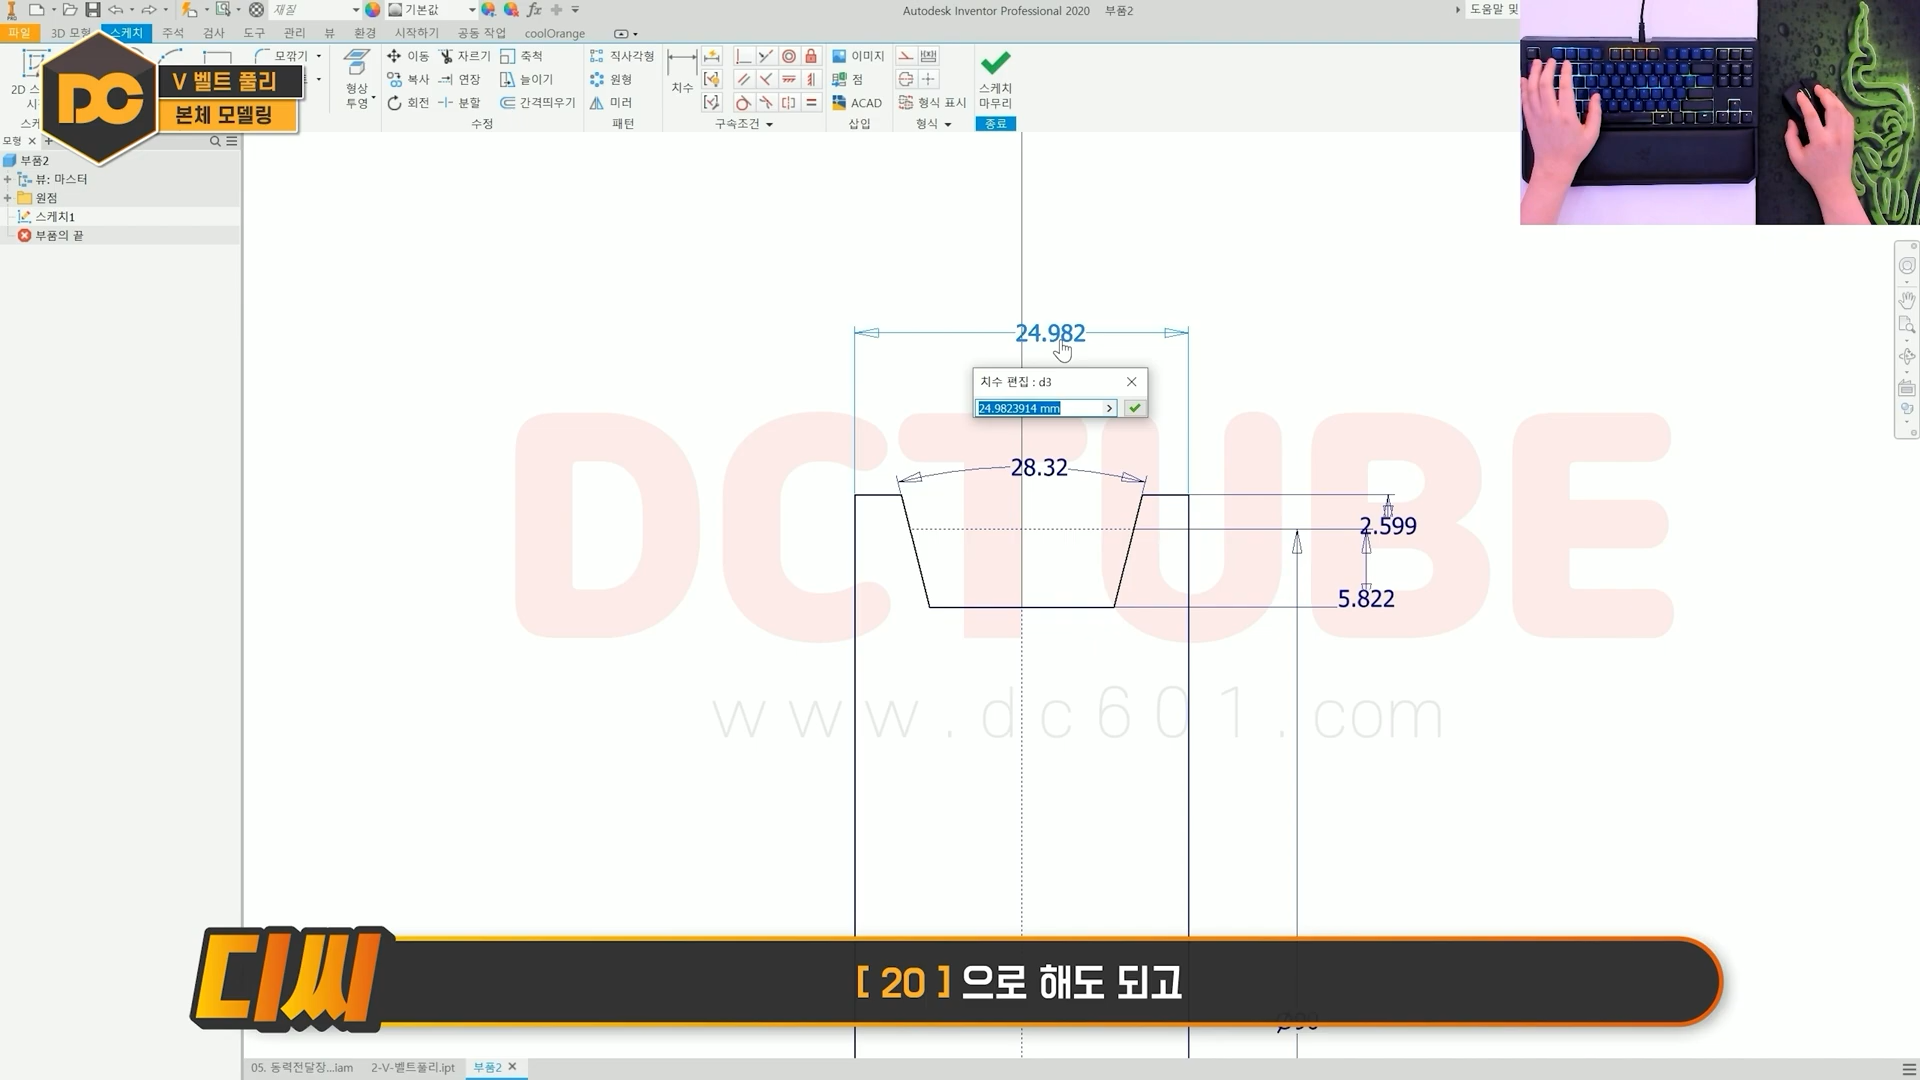 재질
기본값
Autodesk Inventor Professional 2020 부품2
도움말 및
파일 3D 모형 스케치 주석 검사 도구 관리 뷰 환경 시작하기 공동 작업 coolOrange
모깎기
형상
투영
이동 자르기 축척
복사 연장 늘이기
회전 분할 간격띄우기
수정
직사각형
원형
미러
패턴
치수
구속조건
이미지
점
ACAD
삽입
형식 표시
형식
스케치
마무리
종료
DC
V 벨트 풀리
본체 모델링
모형
부품2
뷰: 마스터
원점
스케치1
부품의 끝
24.982
치수 편집 : d3
24.9823914 mm
28.32
2.599
5.822
DCTUBE
www.dc601.com
디씨
[ 20 ] 으로 해도 되고
05. 동력전달장...iam 2-V-벨트풀리.ipt 부품2